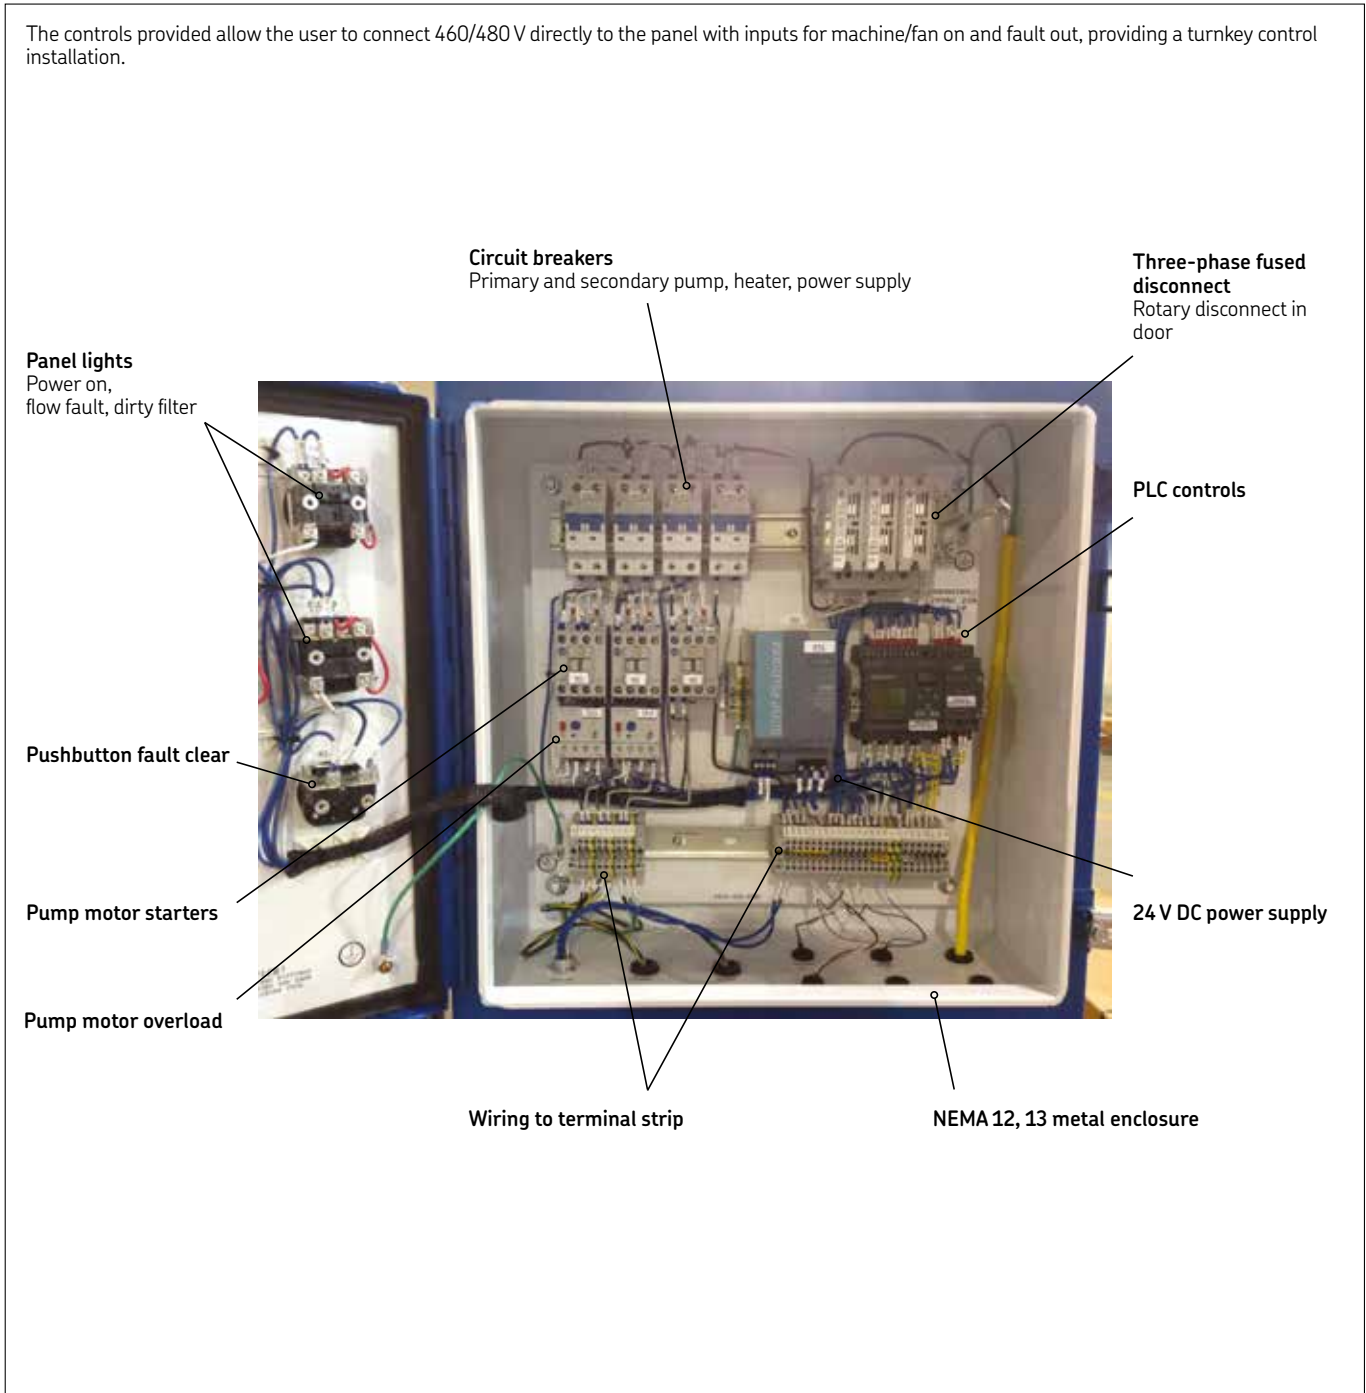 The controls provided allow the user to connect 460/480 V directly to the panel with inputs for machine/fan on and fault out, providing a turnkey control
installation.
Circuit breakers
Primary and secondary pump, heater, power supply
Three-phase fused
disconnect
Rotary disconnect in
door
Panel lights
Power on,
flow fault, dirty filter
PLC controls
Pushbutton fault clear
Pump motor starters
24 V DC power supply
Pump motor overload
Wiring to terminal strip
NEMA 12, 13 metal enclosure